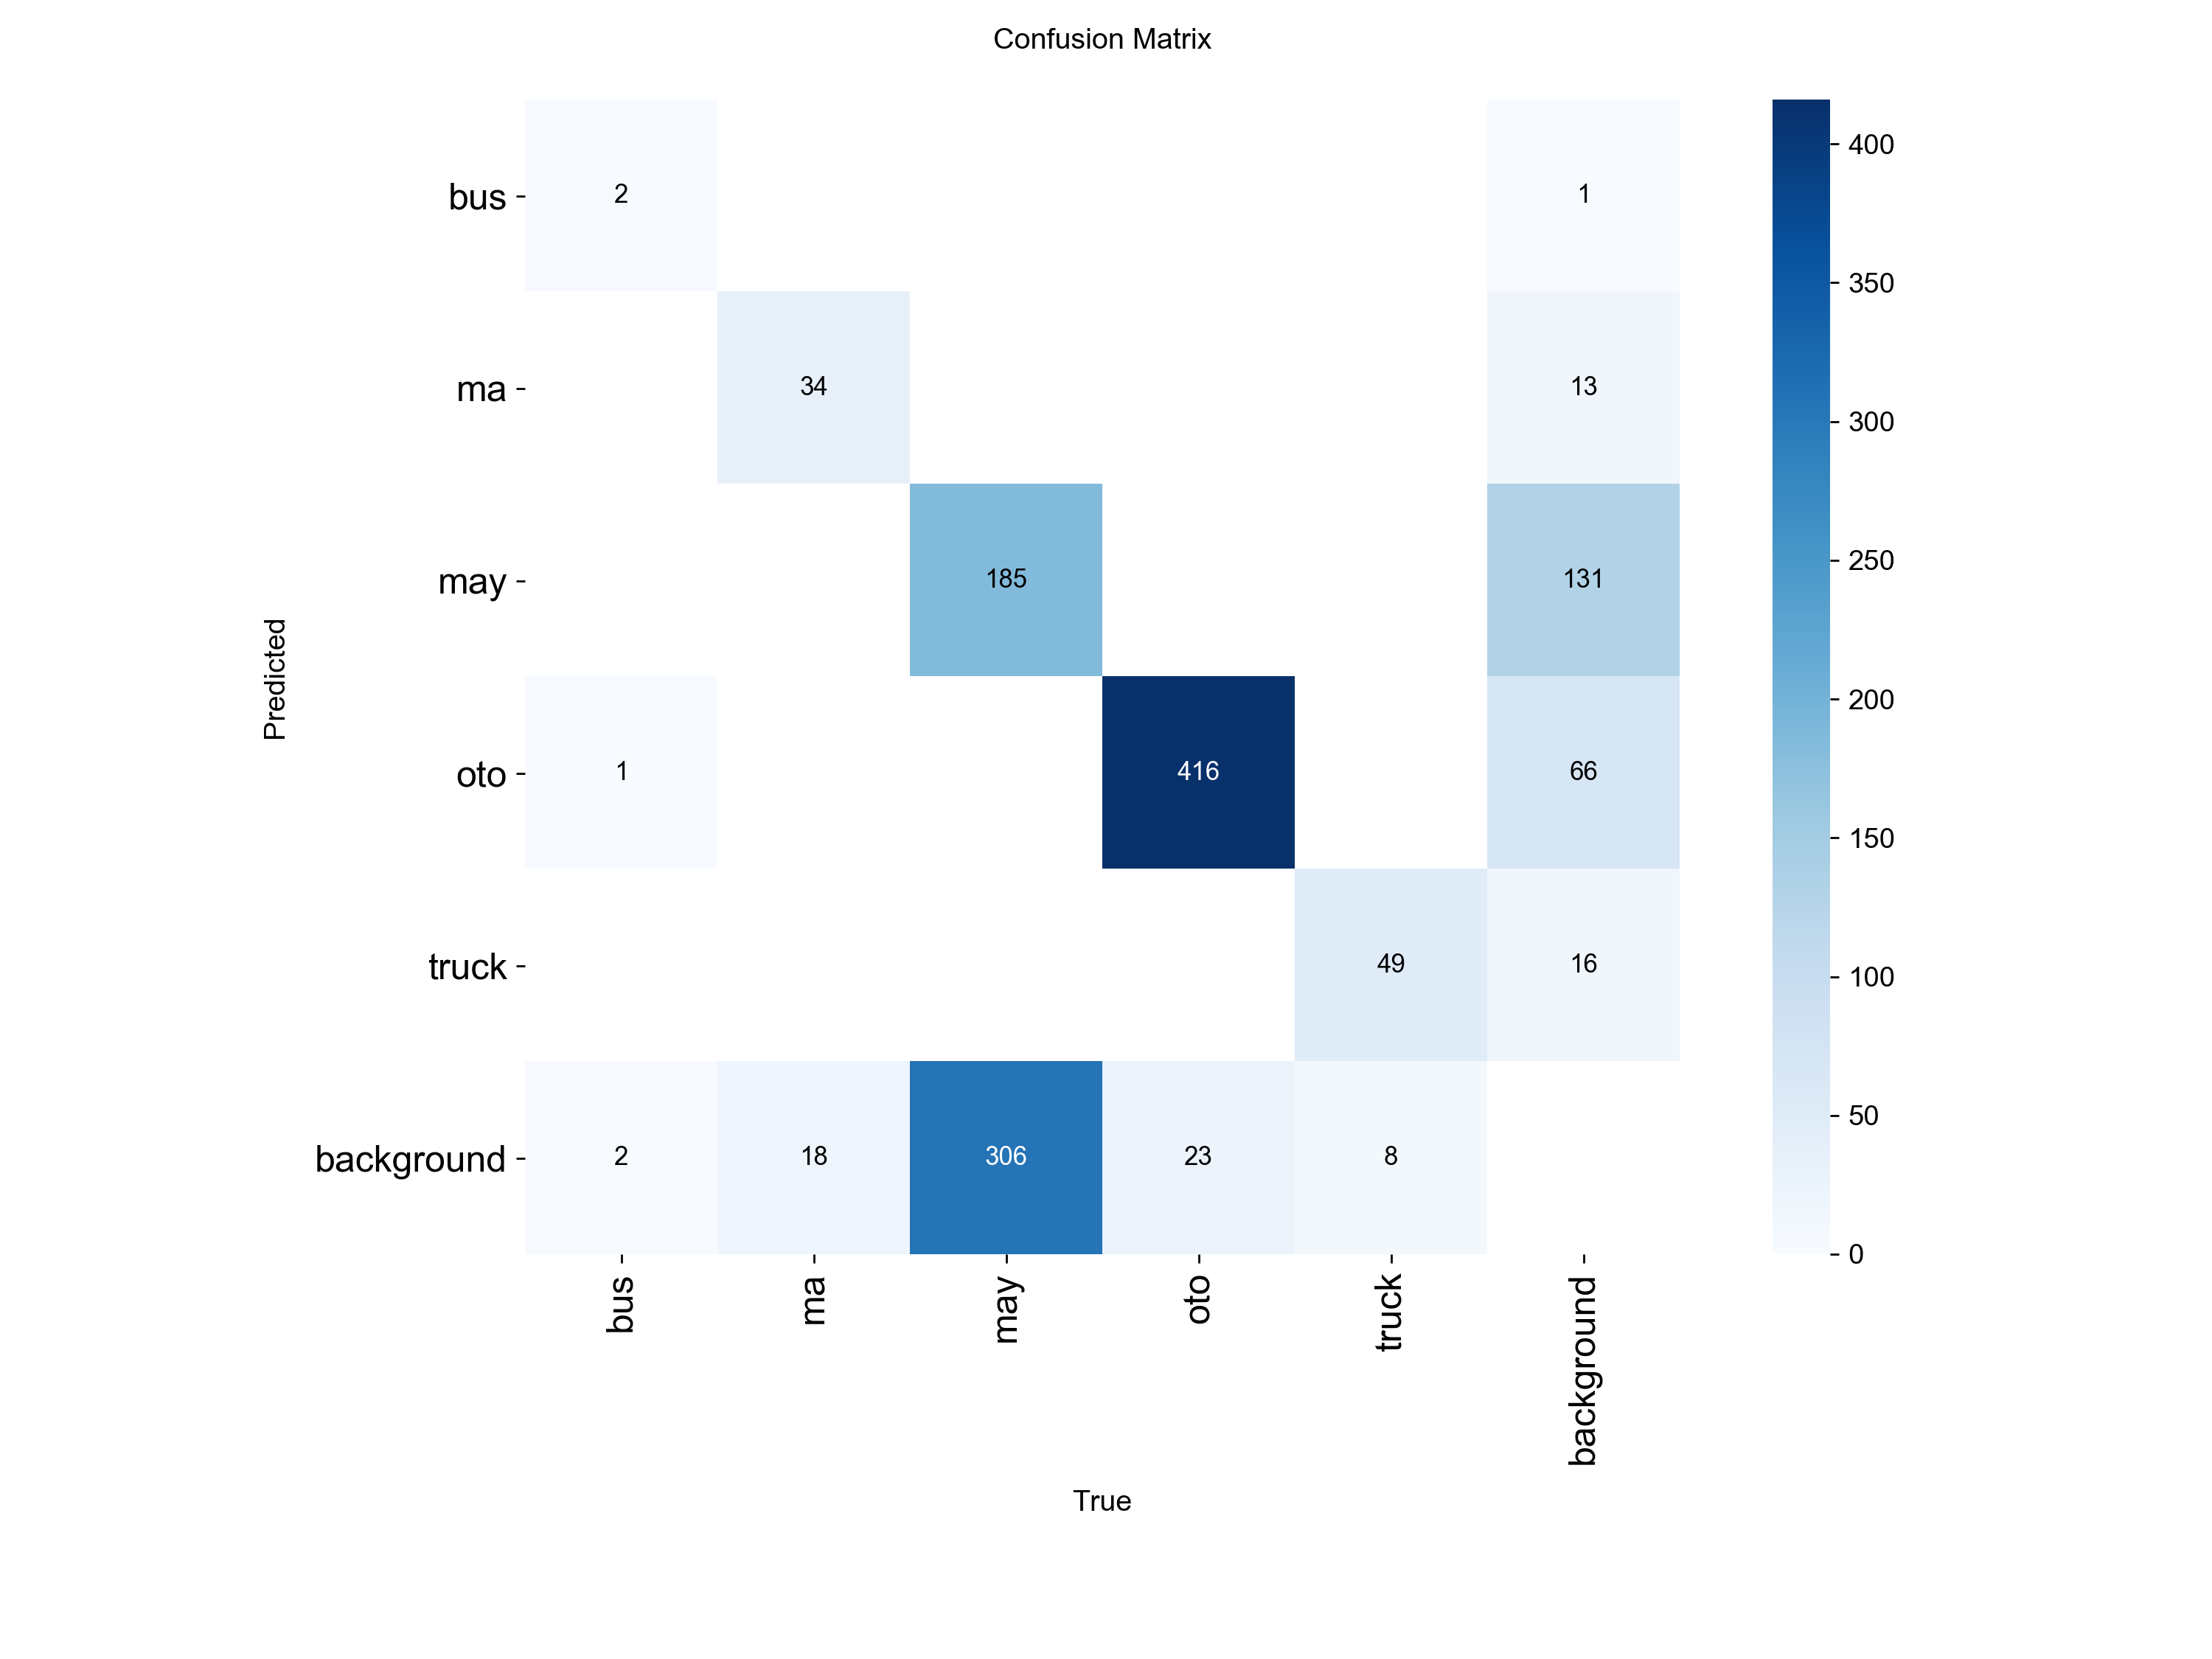 Confusion Matrix
bus 2 1
ma 34 13
may 185 131
oto 1 416 66
truck 49 16
background 2 18 306 23 8
bus ma may oto truck background
Predicted
True
400
350
300
250
200
150
100
50
0